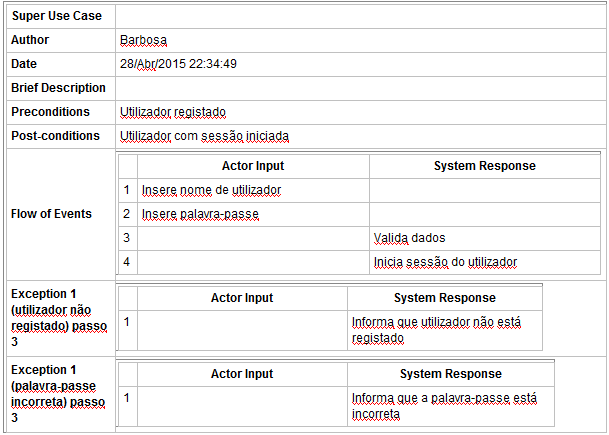 Super Use Case
Author Barbosa
Date 28/Abr/2015 22:34:49
Brief Description
Preconditions Utilizador registado
Post-conditions Utilizador com sessão iniciada
Flow of Events
Actor Input System Response
1 Insere nome de utilizador
2 Insere palavra-passe
3 Valida dados
4 Inicia sessão do utilizador
Exception 1
(utilizador não
registado) passo
3
Actor Input System Response
1 Informa que utilizador não está
registado
Exception 1
(palavra-passe
incorreta) passo
3
Actor Input System Response
1 Informa que a palavra-passe está
incorreta